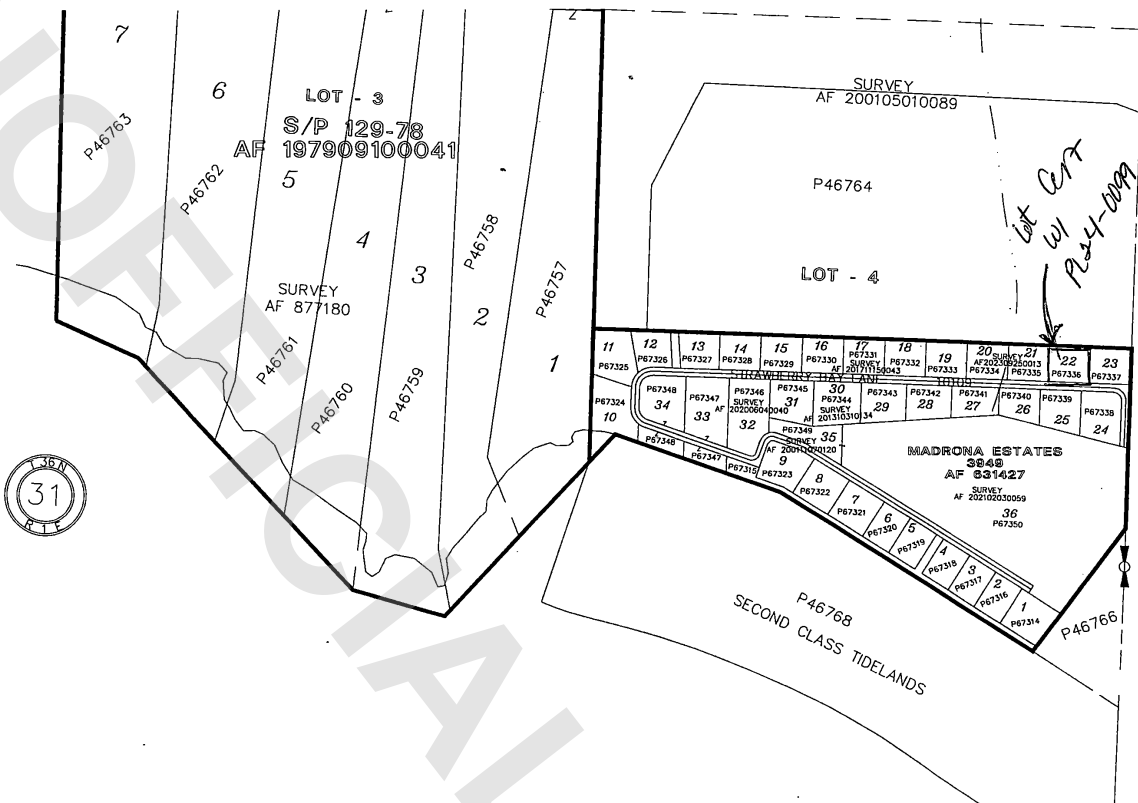 7
6
LOT - 3
S/P 129-78
AF 197909100041
5
4
3
2
1
2
P46763
P46762
P46761
P46760
P46759
P46758
P46757
SURVEY
AF 877180
UNOFFICIAL
T 36 N
31
R 1 E
SURVEY
AF 200105010089
P46764
LOT - 4
Lot Cert
w/
PL24-0099
11
P67325
12
P67326
13
P67327
14
P67328
15
P67329
16
P67330
17
P67331
SURVEY
AF 201711150043
18
P67332
19
P67333
20
P67334
SURVEY
AF202309250013
21
P67335
22
P67336
23
P67337
STRAWBERRY BAY LANE
P67324
10
P67348
34
P67347
33
P67346
SURVEY
AF 202006040040
32
P67345
31
30
P67344
SURVEY
AF 201310310134
P67343
29
P67342
28
P67341
27
P67340
26
P67339
25
P67338
24
P67348
P67347
P67315
P67349
35
SURVEY
AF 200111070120
9
P67323
8
P67322
7
P67321
6
P67320
5
P67319
4
P67318
3
P67317
2
P67316
1
P67314
MADRONA ESTATES
3949
AF 631427
SURVEY
AF 202102030059
36
P67350
P46768
SECOND CLASS TIDELANDS
P46766